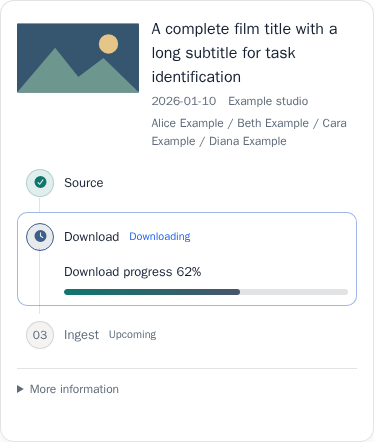 A complete film title with a
long subtitle for task
identification
2026-01-10 Example studio
Alice Example / Beth Example / Cara
Example / Diana Example
Source
Download Downloading
Download progress 62%
03 Ingest Upcoming
More information